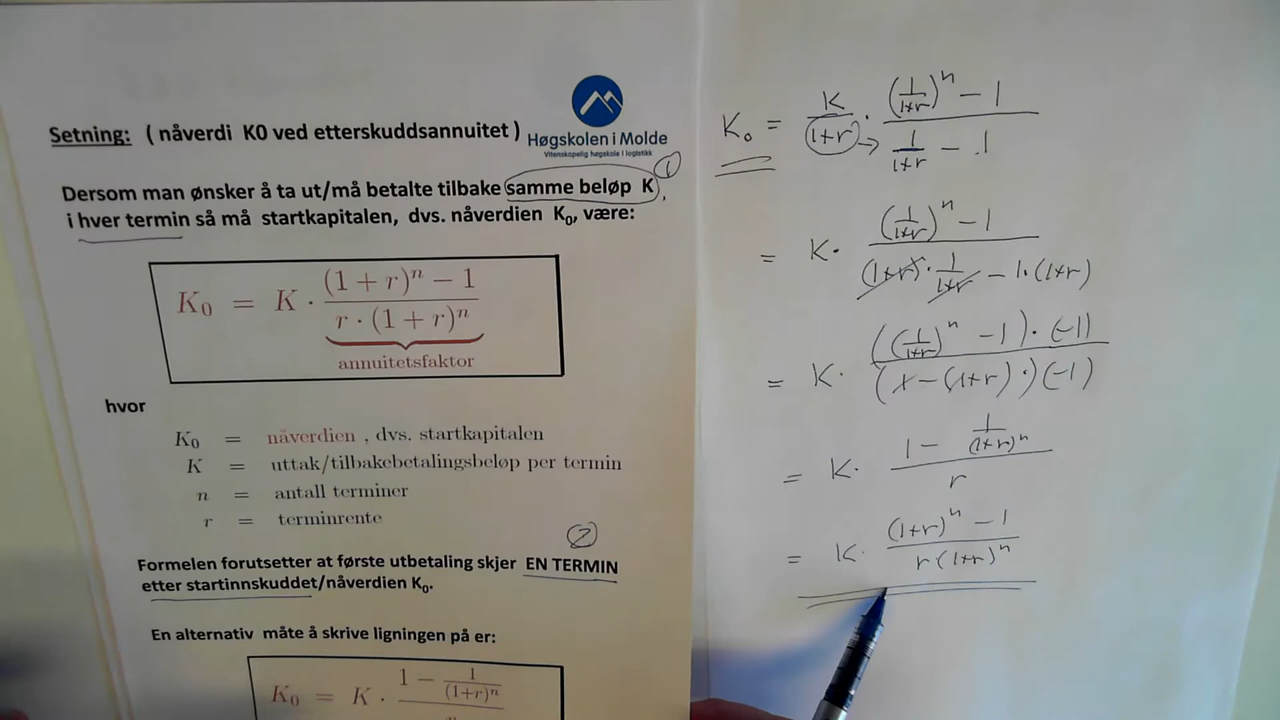 Setning: ( nåverdi K0 ved etterskuddsannuitet )
Høgskolen i Molde
Vitenskapelig høgskole i logistikk
①
Dersom man ønsker å ta ut/må betalte tilbake samme beløp K,
i hver termin så må startkapitalen, dvs. nåverdien K₀, være:
K₀ = K · ((1 + r)ⁿ − 1) / (r · (1 + r)ⁿ)
annuitetsfaktor
hvor
K₀ = nåverdien , dvs. startkapitalen
K = uttak/tilbakebetalingsbeløp per termin
n = antall terminer
r = terminrente
②
Formelen forutsetter at første utbetaling skjer EN TERMIN
etter startinnskuddet/nåverdien K₀.
En alternativ måte å skrive ligningen på er:
K₀ = K · (1 − 1/(1+r)ⁿ)
K₀ = K/(1+r) · ((1/(1+r))ⁿ − 1) / (1/(1+r) − 1)
= K · ((1/(1+r))ⁿ − 1) / ((1+r) · 1/(1+r) − 1·(1+r))
= K · (((1/(1+r))ⁿ − 1) · (−1)) / ((1 − (1+r)) · (−1))
= K · (1 − 1/(1+r)ⁿ) / r
= K · ((1+r)ⁿ − 1) / (r(1+r)ⁿ)